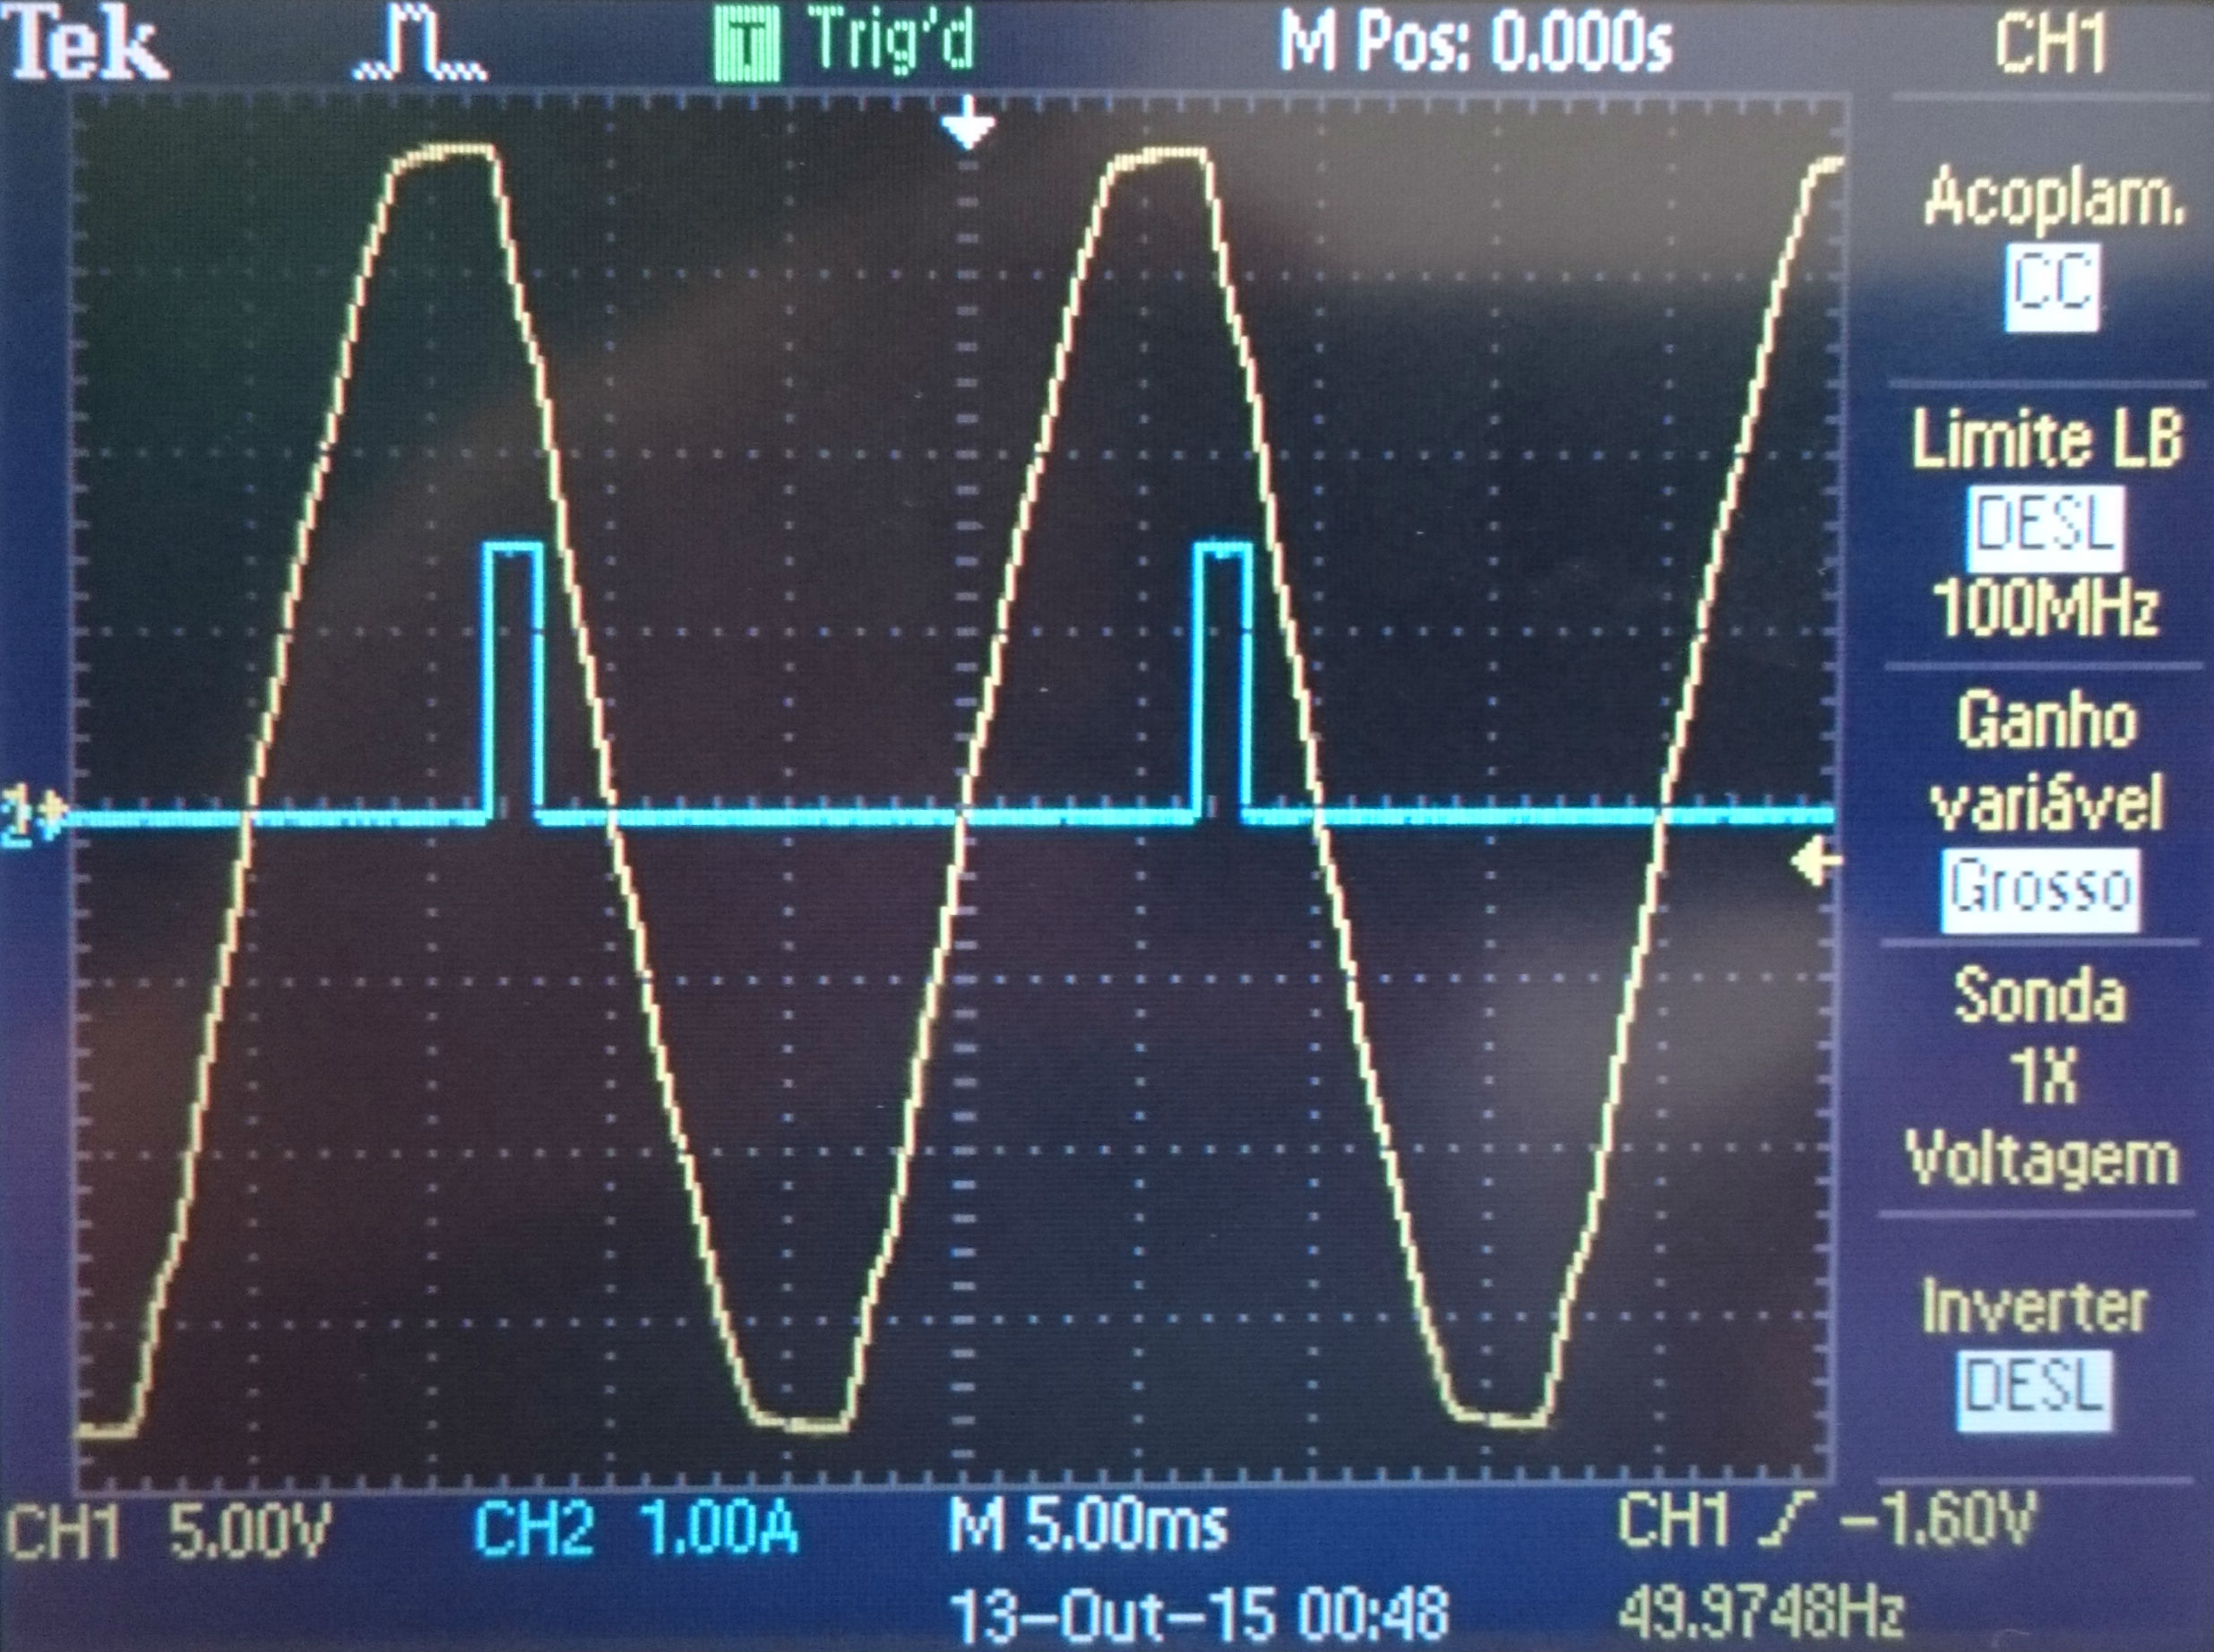 Tek T Trig'd M Pos: 0.000s CH1
Acoplam.
CC
Limite LB
DESL
100MHz
Ganho
variável
Grosso
Sonda
1X
Voltagem
Inverter
DESL
2
CH1 5.00V CH2 1.00A M 5.00ms CH1 -1.60V
13-Out-15 00:48 49.9748Hz